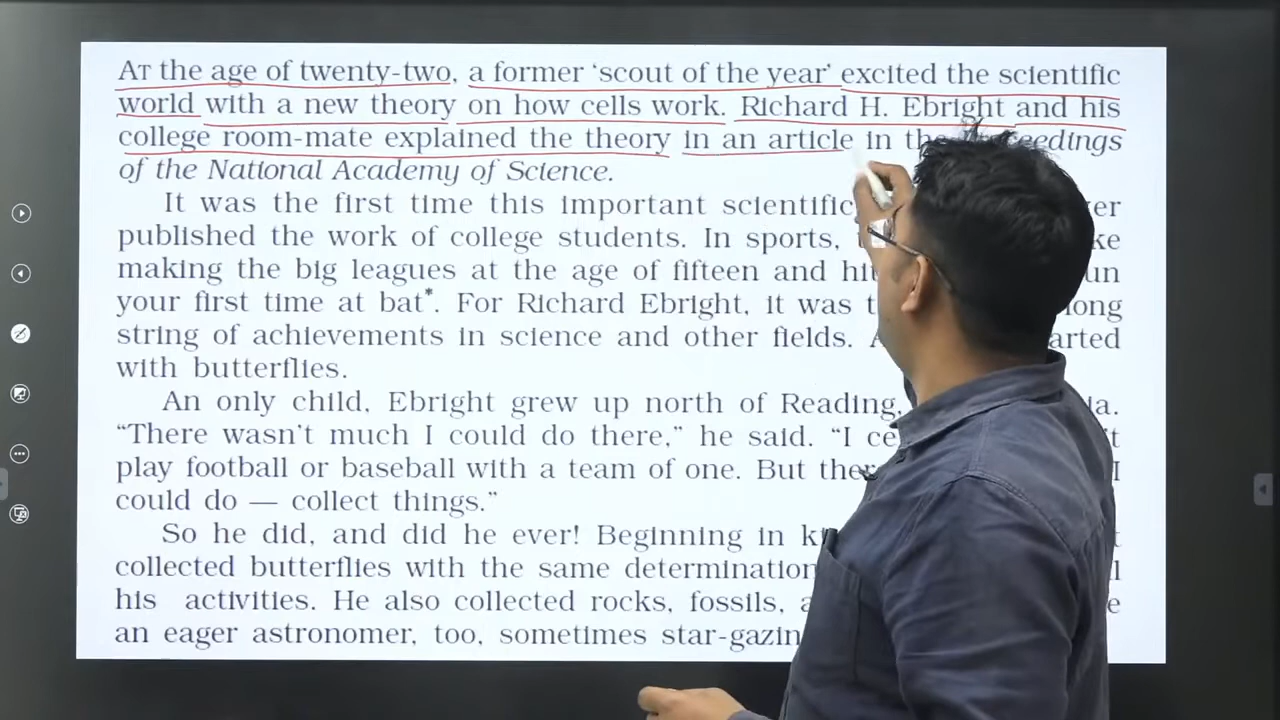 AT the age of twenty-two, a former ‘scout of the year’ excited the scientific
world with a new theory on how cells work. Richard H. Ebright and his
college room-mate explained the theory in an article in the
of the National Academy of Science.
It was the first time this important scientific
published the work of college students. In sports,
making the big leagues at the age of fifteen and
your first time at bat*. For Richard Ebright, it was
string of achievements in science and other fields.
with butterflies.
An only child, Ebright grew up north of Reading,
“There wasn't much I could do there,” he said. “I
play football or baseball with a team of one. But I
could do — collect things.”
So he did, and did he ever! Beginning in
collected butterflies with the same determination
his activities. He also collected rocks, fossils,
an eager astronomer, too, sometimes